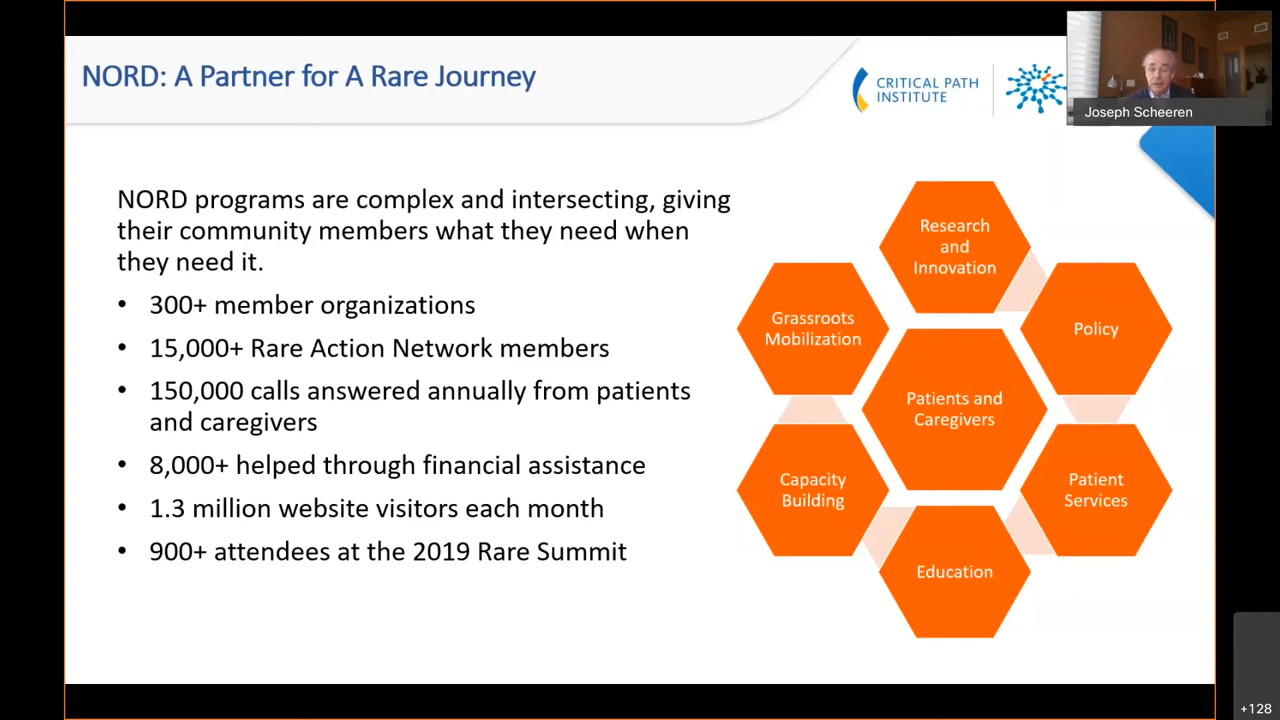 NORD: A Partner for A Rare Journey
CRITICAL PATH
INSTITUTE
Joseph Scheeren
NORD programs are complex and intersecting, giving
their community members what they need when
they need it.
• 300+ member organizations
• 15,000+ Rare Action Network members
• 150,000 calls answered annually from patients
and caregivers
• 8,000+ helped through financial assistance
• 1.3 million website visitors each month
• 900+ attendees at the 2019 Rare Summit
Research
and
Innovation
Grassroots
Mobilization
Policy
Patients and
Caregivers
Capacity
Building
Patient
Services
Education
+128